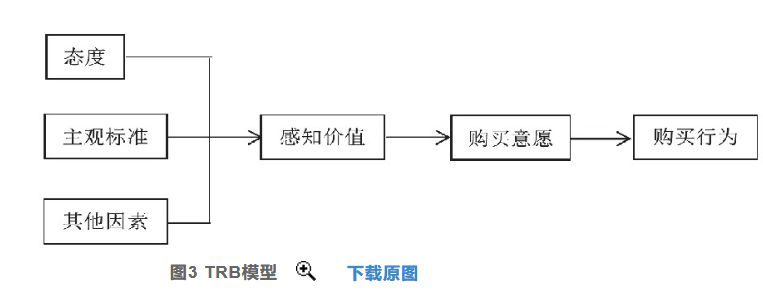 态度
主观标准
感知价值
购买意愿
购买行为
其他因素
图3 TRB模型
下载原图